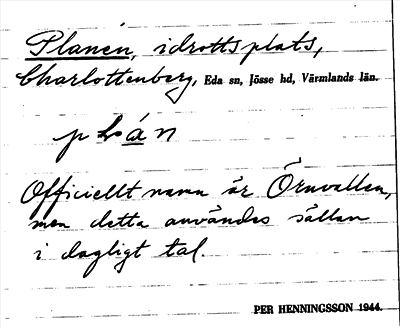 Planen, idrottsplats,
Charlottenberg, Eda sn, Jösse hd, Värmlands län.
Officiellt namn är Örnvallen,
men detta användes sällan
i dagligt tal.
PER HENNINGSSON 1944.